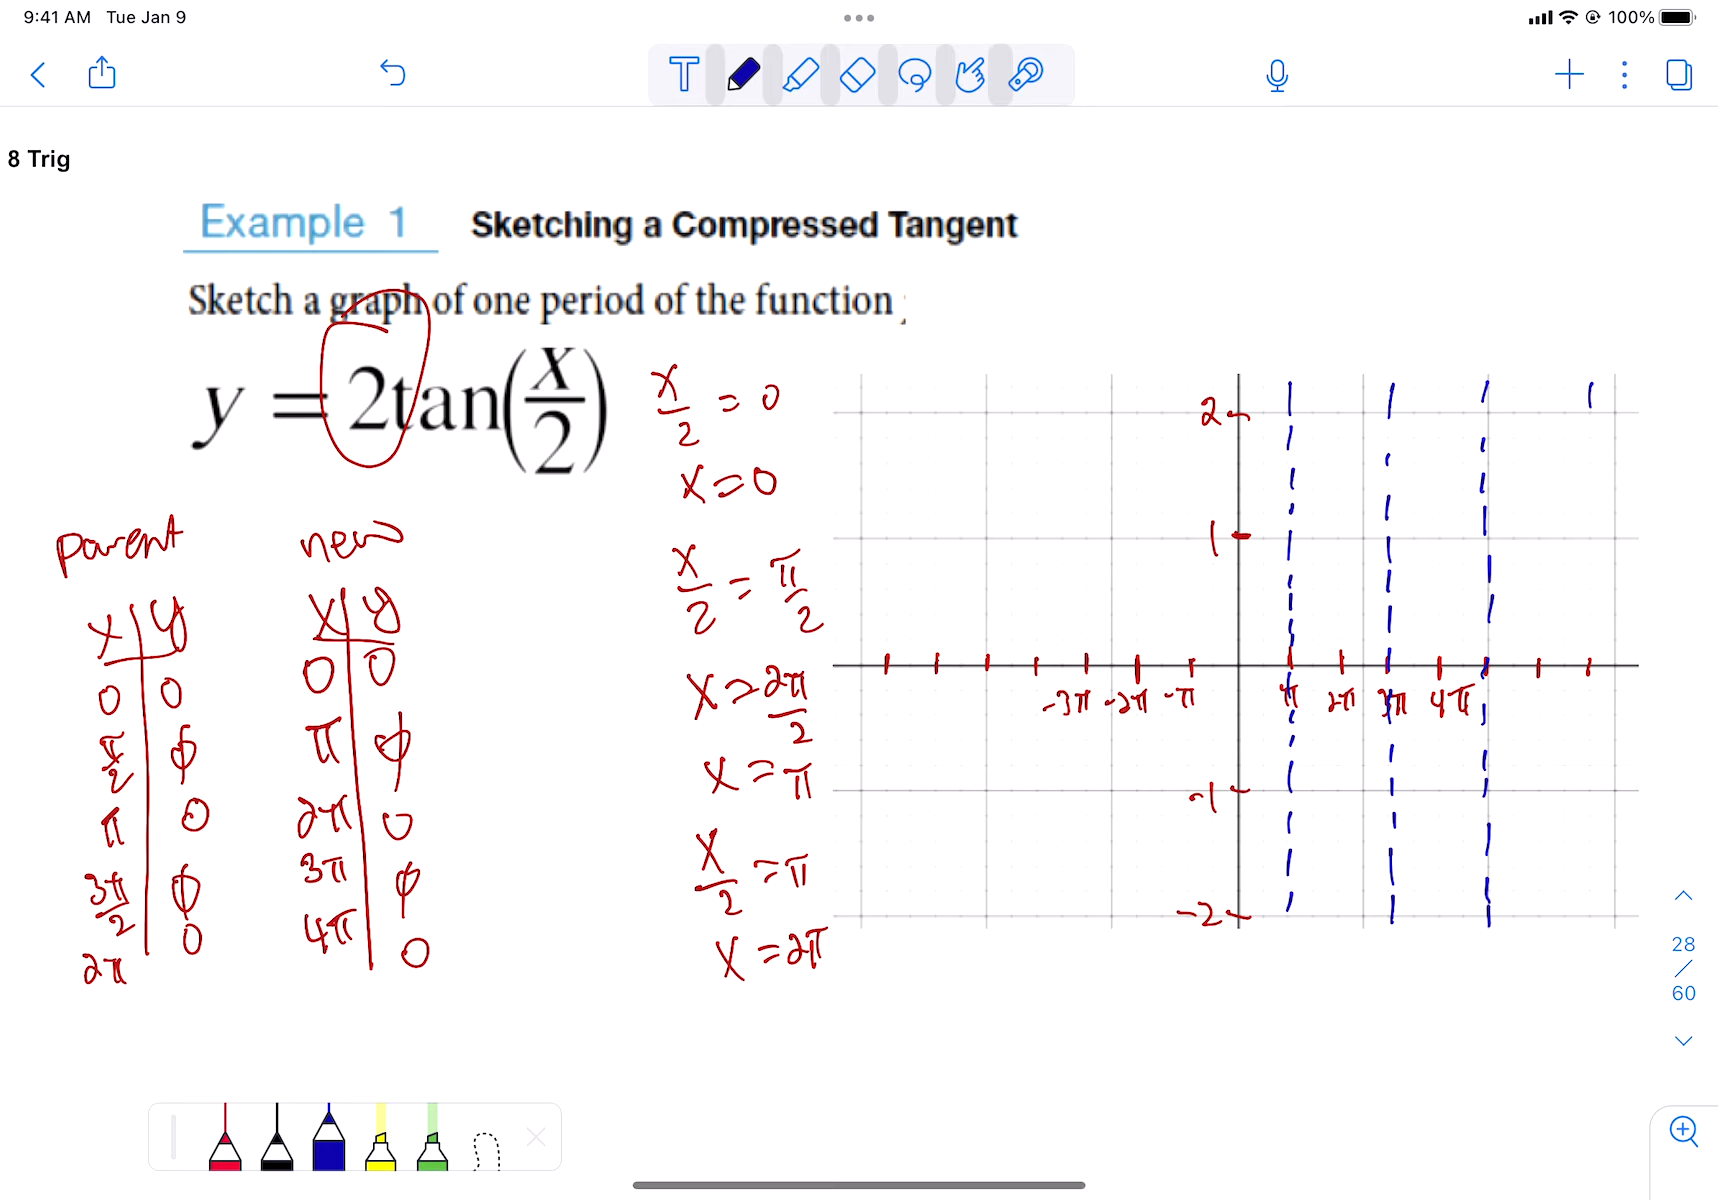 9:41 AM Tue Jan 9
100%
8 Trig
Example 1 Sketching a Compressed Tangent
Sketch a graph of one period of the function
y = 2tan(x/2)
x/2 = 0
x=0
x/2 = π/2
x=2π/2
x=π
x/2 = π
x=2π
parent
x y
0 0
π/2 ϕ
π 0
3π/2 ϕ
2π 0
new
x y
0 0
π ϕ
2π 0
3π ϕ
4π 0
2
1
-3π -2π -π π 2π 3π 4π
-1
-2
28
/
60